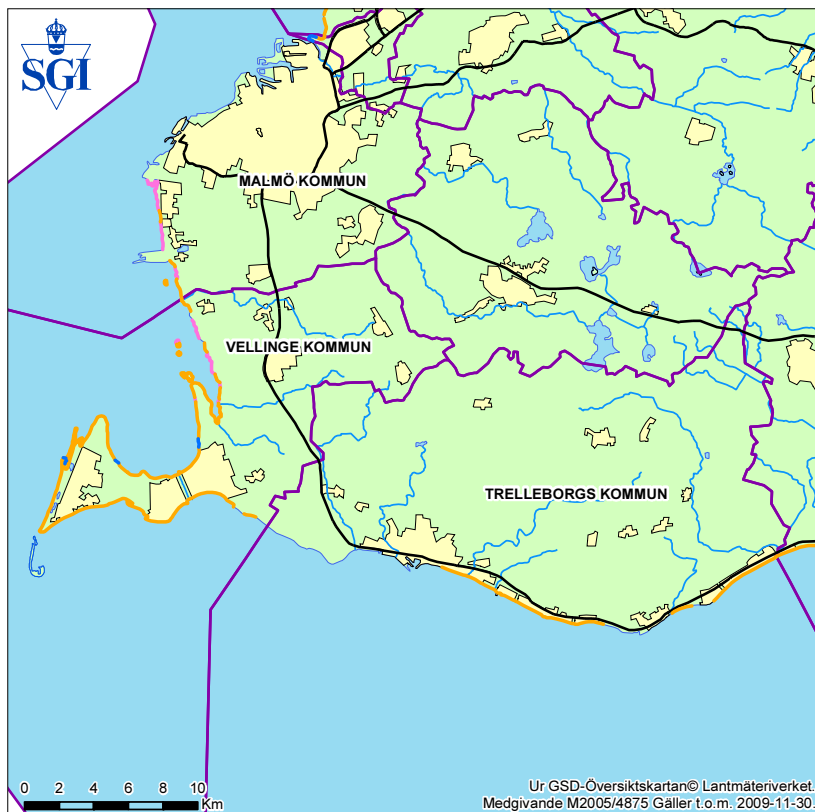 SGI
MALMÖ KOMMUN
VELLINGE KOMMUN
TRELLEBORGS KOMMUN
0 2 4 6 8 10
Km
Ur GSD-Översiktskartan© Lantmäteriverket.
Medgivande M2005/4875 Gäller t.o.m. 2009-11-30.